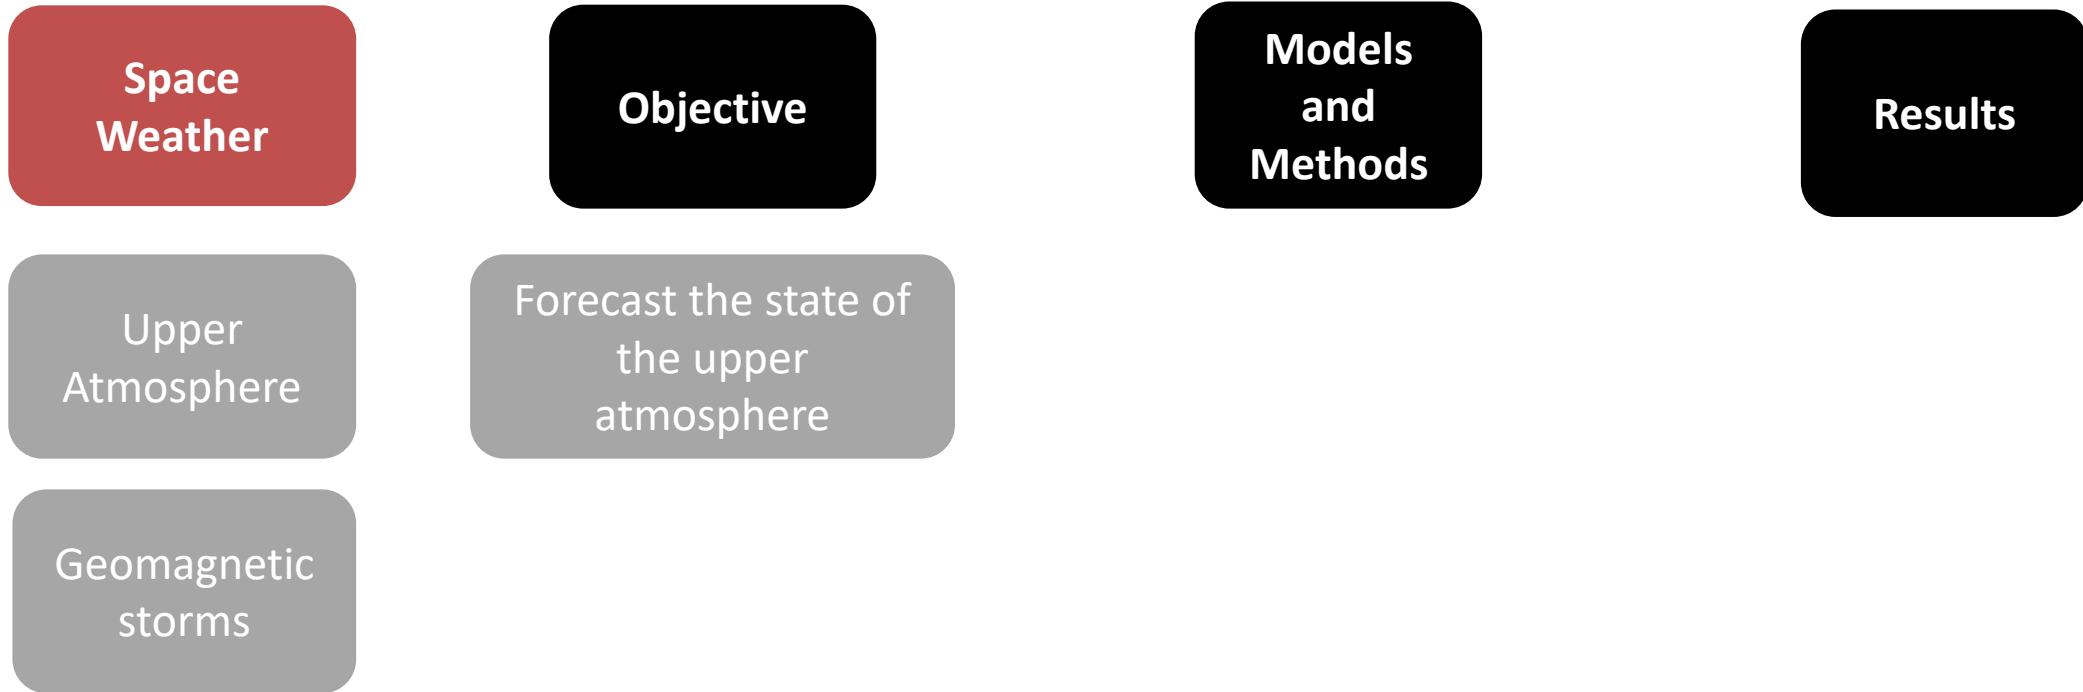 Space
Weather
Objective
Models
and
Methods
Results
Upper
Atmosphere
Forecast the state of
the upper
atmosphere
Geomagnetic
storms